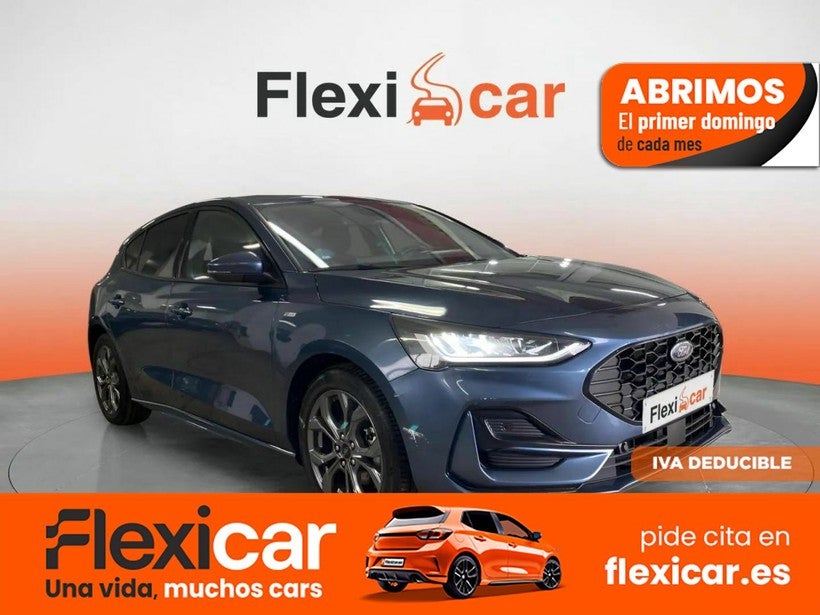 Flexicar
ABRIMOS
El primer domingo
de cada mes
Ford
Flexicar
IVA DEDUCIBLE
Flexicar
Una vida, muchos cars
pide cita en
flexicar.es